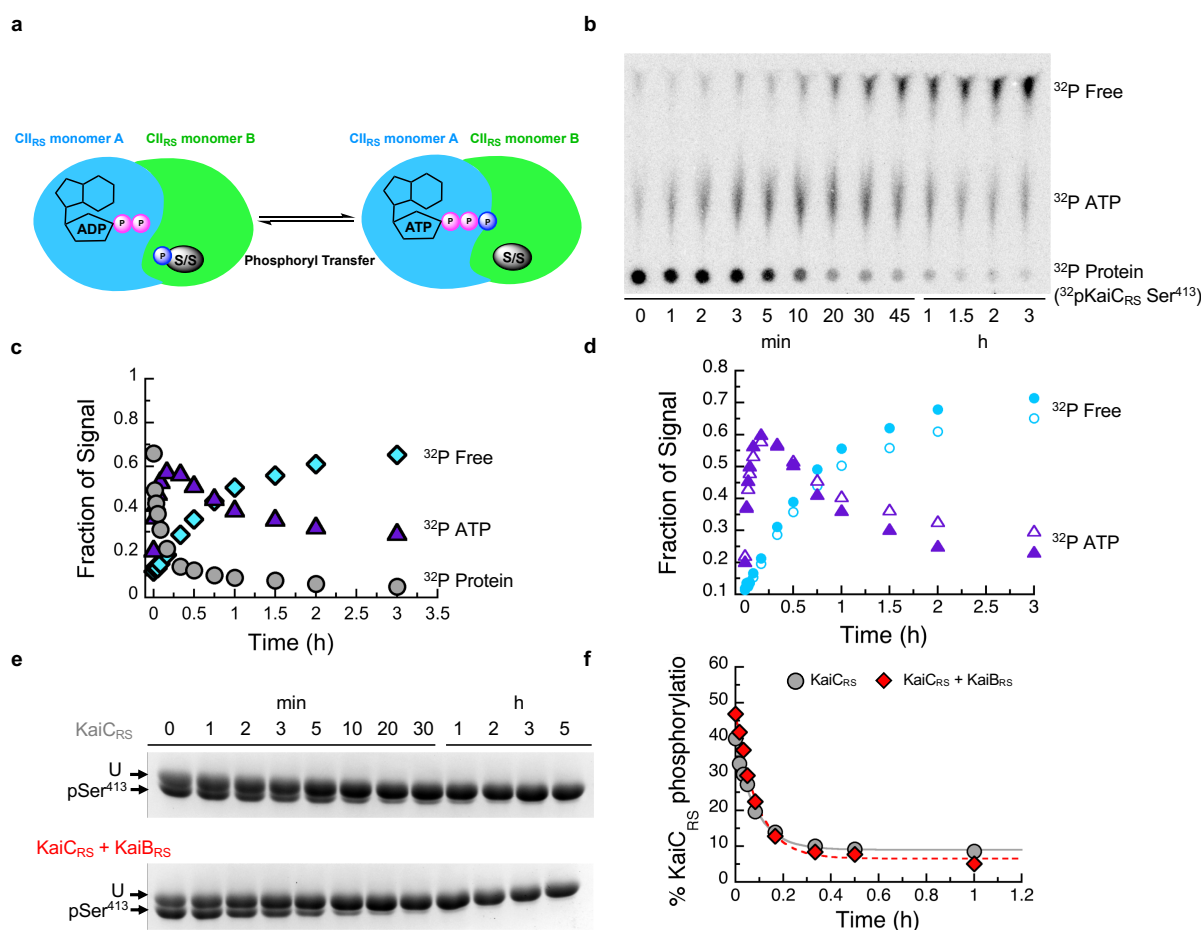 a
CII_RS monomer A
CII_RS monomer B
CII_RS monomer A
CII_RS monomer B
ADP
P
P
P
S/S
Phosphoryl Transfer
ATP
P
P
P
S/S
b
³²P Free
³²P ATP
³²P Protein
(³²pKaiC_RS Ser⁴¹³)
0 1 2 3 5 10 20 30 45 1 1.5 2 3
min h
c
Fraction of Signal
1
0.8
0.6
0.4
0.2
0
³²P Free
³²P ATP
³²P Protein
0 0.5 1 1.5 2 2.5 3 3.5
Time (h)
d
Fraction of Signal
0.8
0.7
0.6
0.5
0.4
0.3
0.2
0.1
³²P Free
³²P ATP
0 0.5 1 1.5 2 2.5 3
Time (h)
e
min h
KaiC_RS 0 1 2 3 5 10 20 30 1 2 3 5
U
pSer⁴¹³
KaiC_RS + KaiB_RS
U
pSer⁴¹³
f
% KaiC_RS phosphorylatio
60
50
40
30
20
10
0
KaiC_RS
KaiC_RS + KaiB_RS
0 0.2 0.4 0.6 0.8 1 1.2
Time (h)